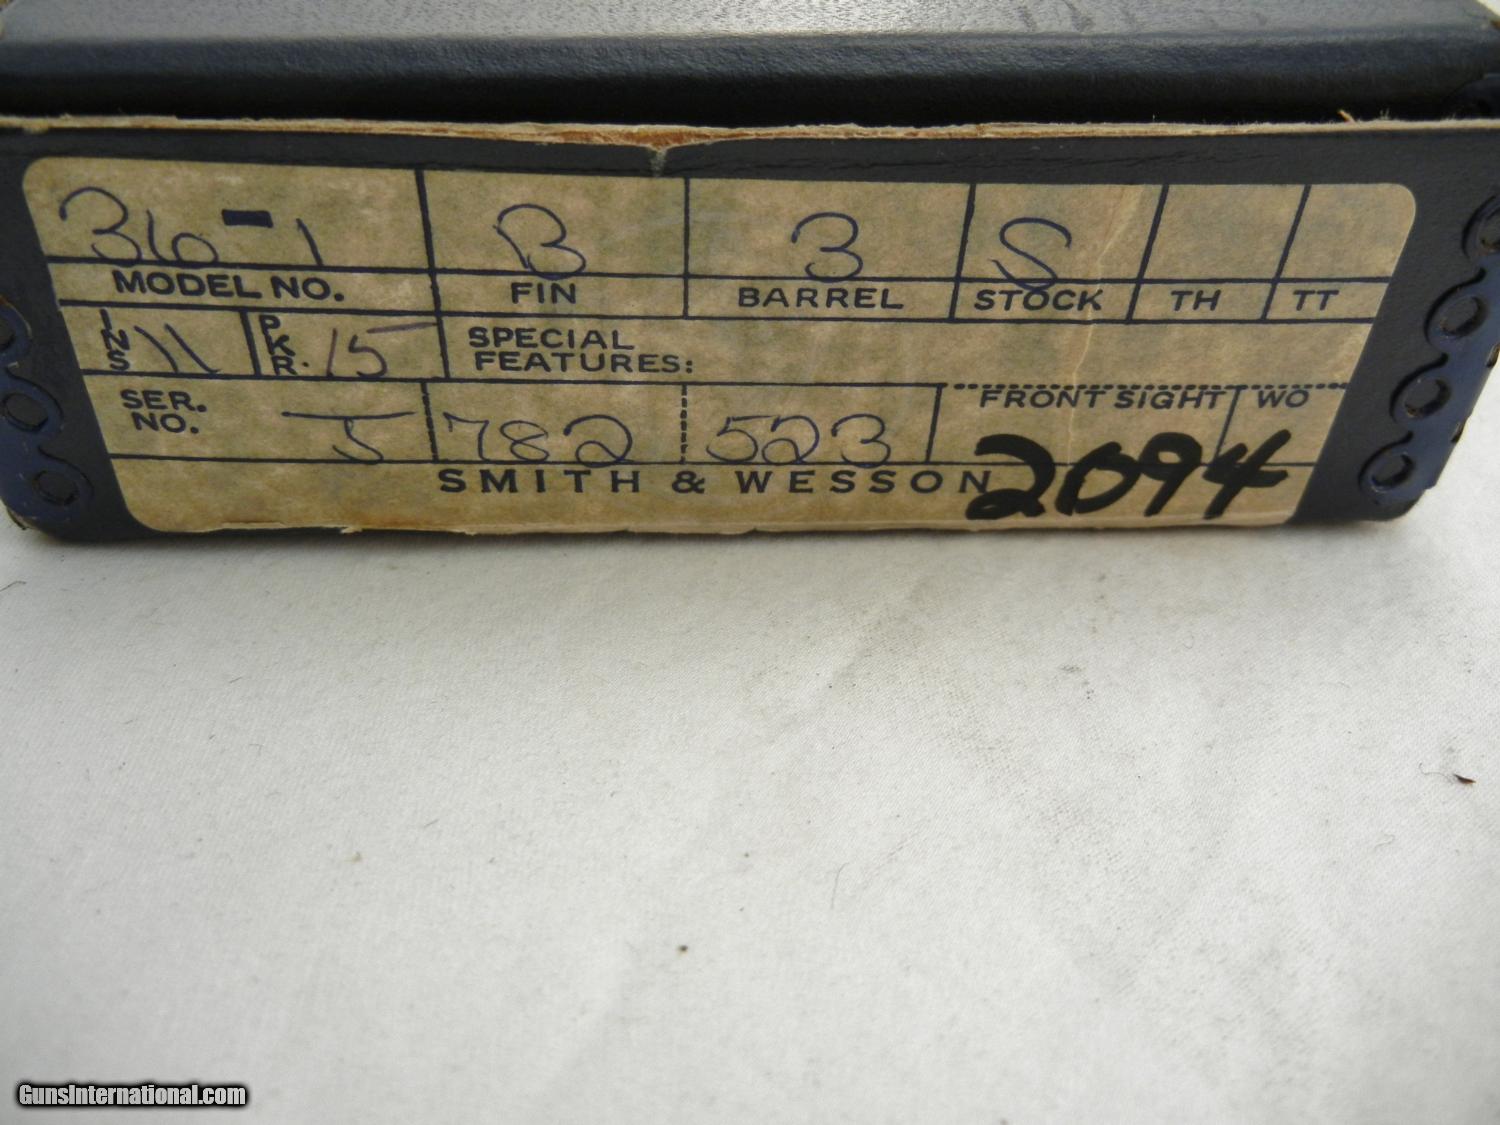 36-1 B 3 S
MODEL NO. FIN BARREL STOCK TH TT
INS 11 PKR. 15 SPECIAL FEATURES:
SER. NO. J 782 523 FRONT SIGHT WO
SMITH & WESSON 2094
GunsInternational.com